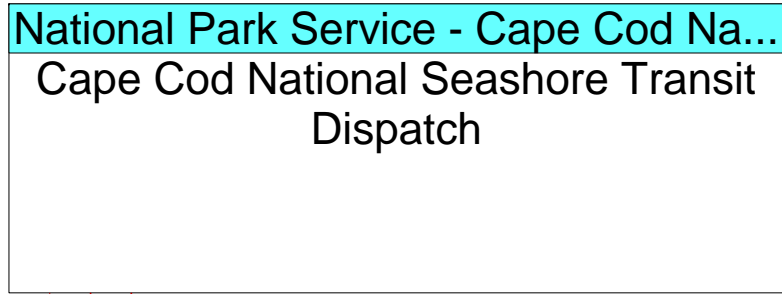 National Park Service - Cape Cod Na...
Cape Cod National Seashore Transit
Dispatch